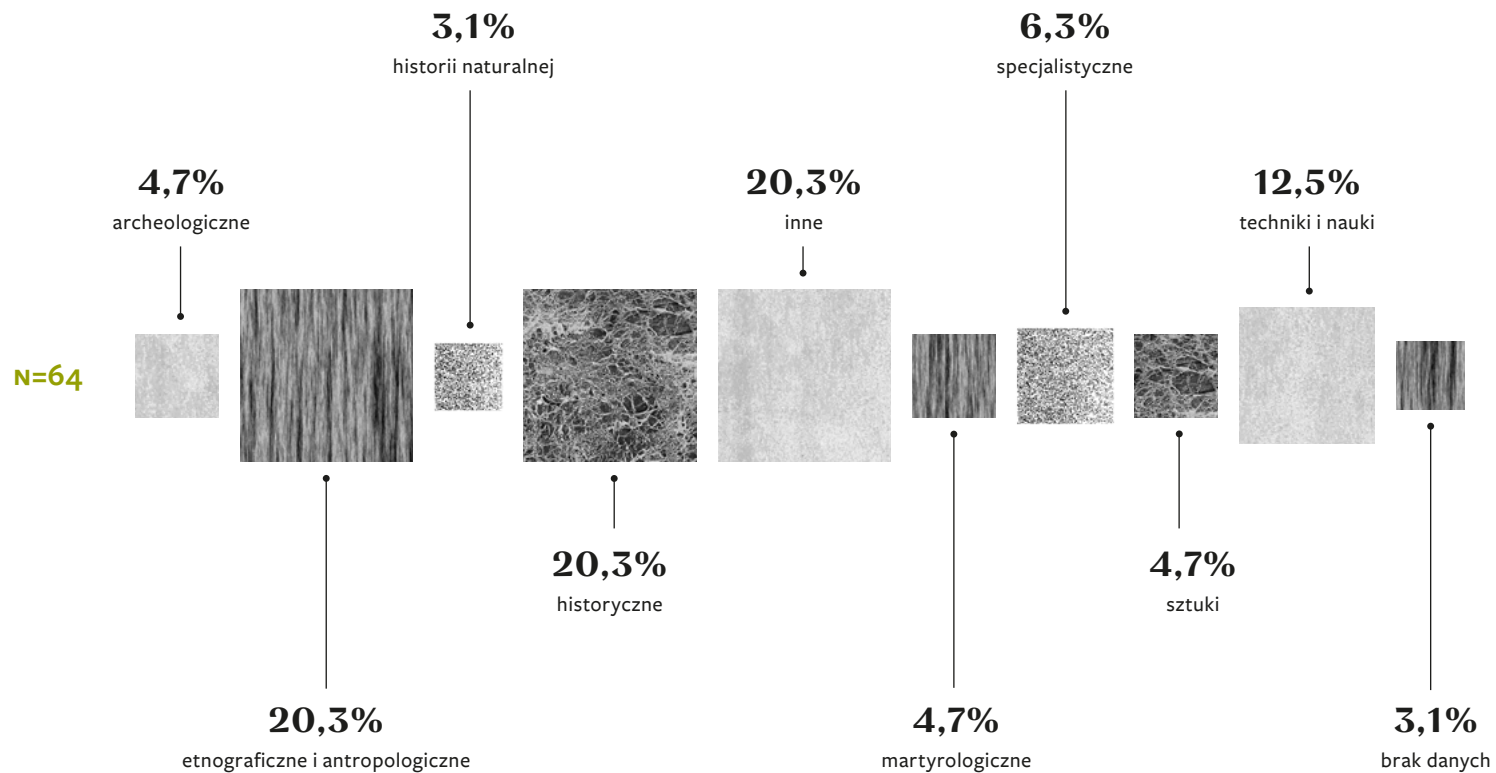 3,1%
historii naturalnej
6,3%
specjalistyczne
4,7%
archeologiczne
20,3%
inne
12,5%
techniki i nauki
N=64
20,3%
historyczne
4,7%
sztuki
20,3%
etnograficzne i antropologiczne
4,7%
martyrologiczne
3,1%
brak danych